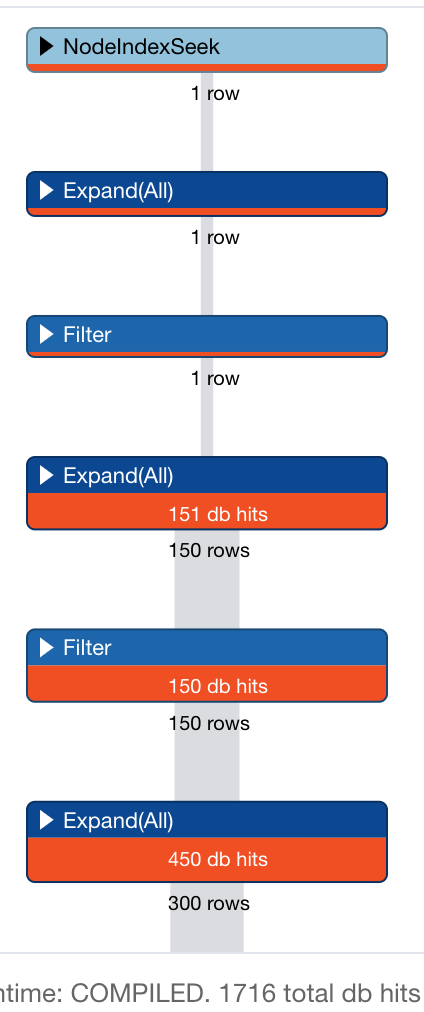 NodeIndexSeek
1 row
Expand(All)
1 row
Filter
1 row
Expand(All)
151 db hits
150 rows
Filter
150 db hits
150 rows
Expand(All)
450 db hits
300 rows
ntime: COMPILED. 1716 total db hits